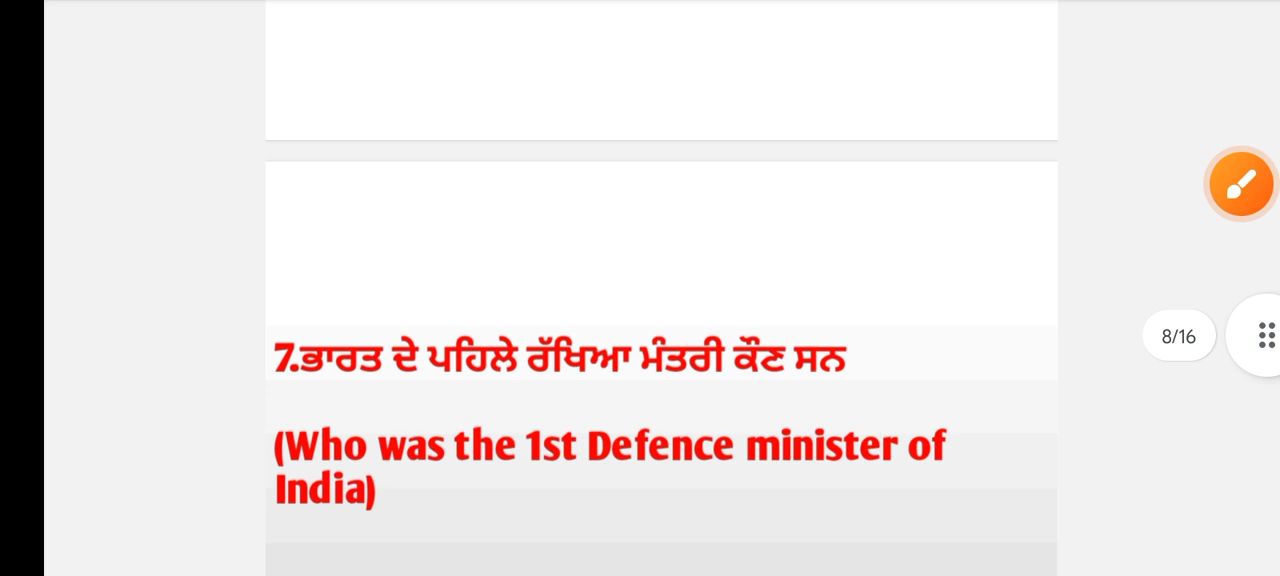 7.ਭਾਰਤ ਦੇ ਪਹਿਲੇ ਰੱਖਿਆ ਮੰਤਰੀ ਕੌਣ ਸਨ
(Who was the 1st Defence minister of
India)
8/16